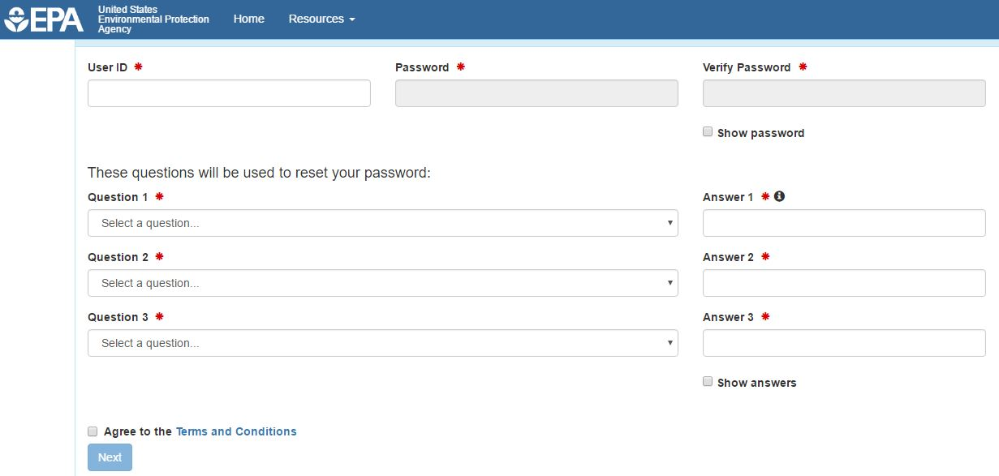 EPA
United States
Environmental Protection
Agency
Home
Resources
User ID *
Password *
Verify Password *
Show password
These questions will be used to reset your password:
Question 1 *
Answer 1 *
Select a question...
Question 2 *
Answer 2 *
Select a question...
Question 3 *
Answer 3 *
Select a question...
Show answers
Agree to the Terms and Conditions
Next